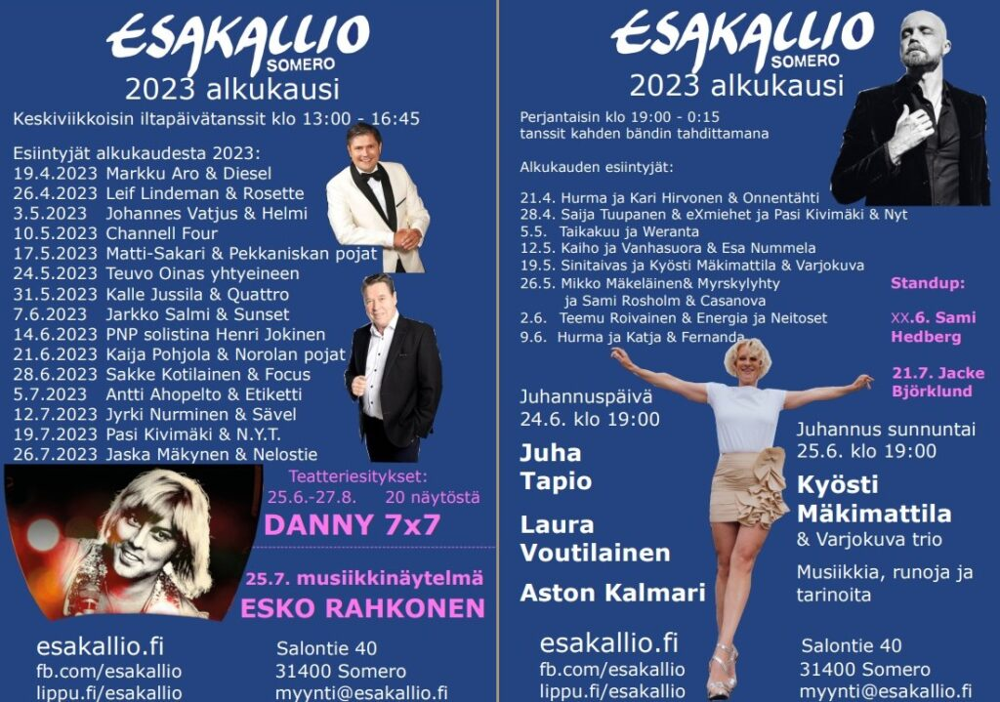 ESAKALLIO
SOMERO
2023 alkukausi
Keskiviikkoisin iltapäivätanssit klo 13:00 - 16:45
Esiintyjät alkukaudesta 2023:
19.4.2023 Markku Aro & Diesel
26.4.2023 Leif Lindeman & Rosette
3.5.2023 Johannes Vatjus & Helmi
10.5.2023 Channell Four
17.5.2023 Matti-Sakari & Pekkaniskan pojat
24.5.2023 Teuvo Oinas yhtyeineen
31.5.2023 Kalle Jussila & Quattro
7.6.2023 Jarkko Salmi & Sunset
14.6.2023 PNP solistina Henri Jokinen
21.6.2023 Kaija Pohjola & Norolan pojat
28.6.2023 Sakke Kotilainen & Focus
5.7.2023 Antti Ahopelto & Etiketti
12.7.2023 Jyrki Nurminen & Sävel
19.7.2023 Pasi Kivimäki & N.Y.T.
26.7.2023 Jaska Mäkynen & Nelostie
Teatteriesitykset:
25.6.-27.8. 20 näytöstä
DANNY 7x7
25.7. musiikkinäytelmä
ESKO RAHKONEN
esakallio.fi
fb.com/esakallio
lippu.fi/esakallio
Salontie 40
31400 Somero
myynti@esakallio.fi
ESAKALLIO
SOMERO
2023 alkukausi
Perjantaisin klo 19:00 - 0:15
tanssit kahden bändin tahdittamana
Alkukauden esiintyjät:
21.4. Hurma ja Kari Hirvonen & Onnentähti
28.4. Saija Tuupanen & eXmiehet ja Pasi Kivimäki & Nyt
5.5. Taikakuu ja Weranta
12.5. Kaiho ja Vanhasuora & Esa Nummela
19.5. Sinitaivas ja Kyösti Mäkimattila & Varjokuva
26.5. Mikko Mäkeläinen& Myrskylyhty
ja Sami Rosholm & Casanova
2.6. Teemu Roivainen & Energia ja Neitoset
9.6. Hurma ja Katja & Fernanda
Standup:
XX.6. Sami
Hedberg
21.7. Jacke
Björklund
Juhannuspäivä
24.6. klo 19:00
Juha
Tapio
Laura
Voutilainen
Aston Kalmari
Juhannus sunnuntai
25.6. klo 19:00
Kyösti
Mäkimattila
& Varjokuva trio
Musiikkia, runoja ja
tarinoita
esakallio.fi
fb.com/esakallio
lippu.fi/esakallio
Salontie 40
31400 Somero
myynti@esakallio.fi